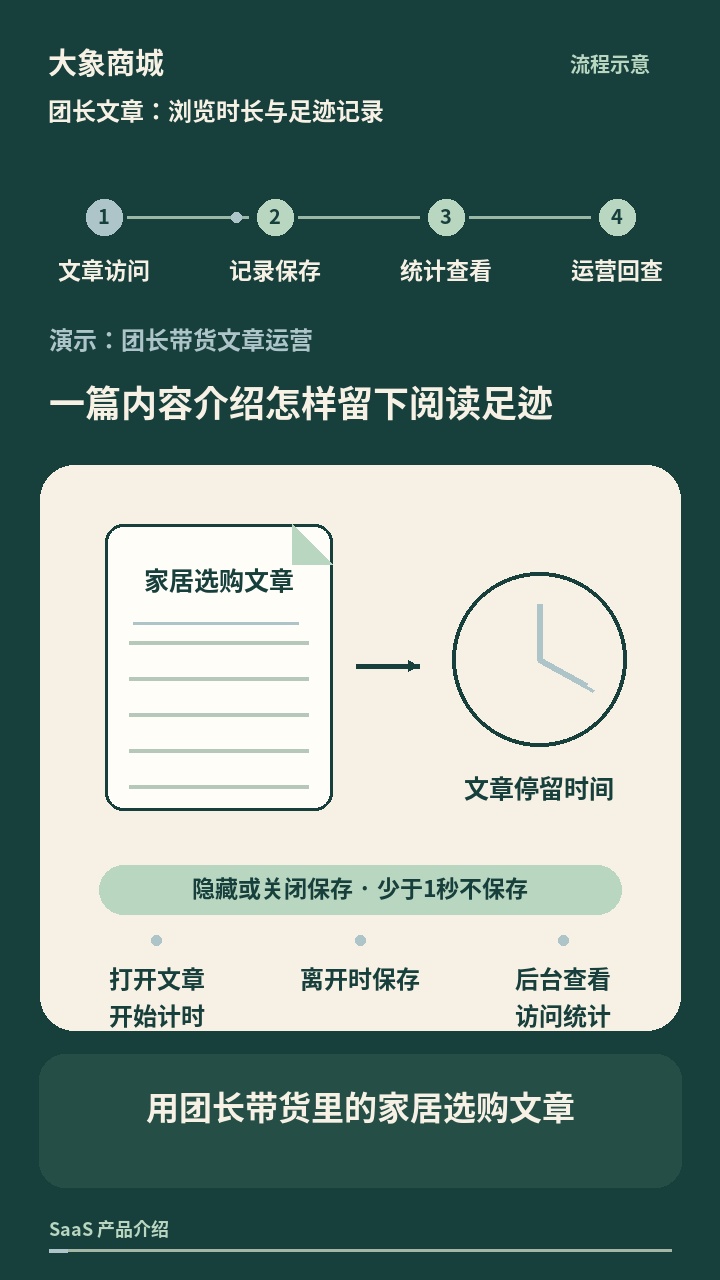 大象商城
流程示意
团长文章：浏览时长与足迹记录
1
2
3
4
文章访问
记录保存
统计查看
运营回查
演示：团长带货文章运营
一篇内容介绍怎样留下阅读足迹
家居选购文章
文章停留时间
隐藏或关闭保存 · 少于1秒不保存
打开文章
开始计时
离开时保存
后台查看
访问统计
用团长带货里的家居选购文章
SaaS 产品介绍